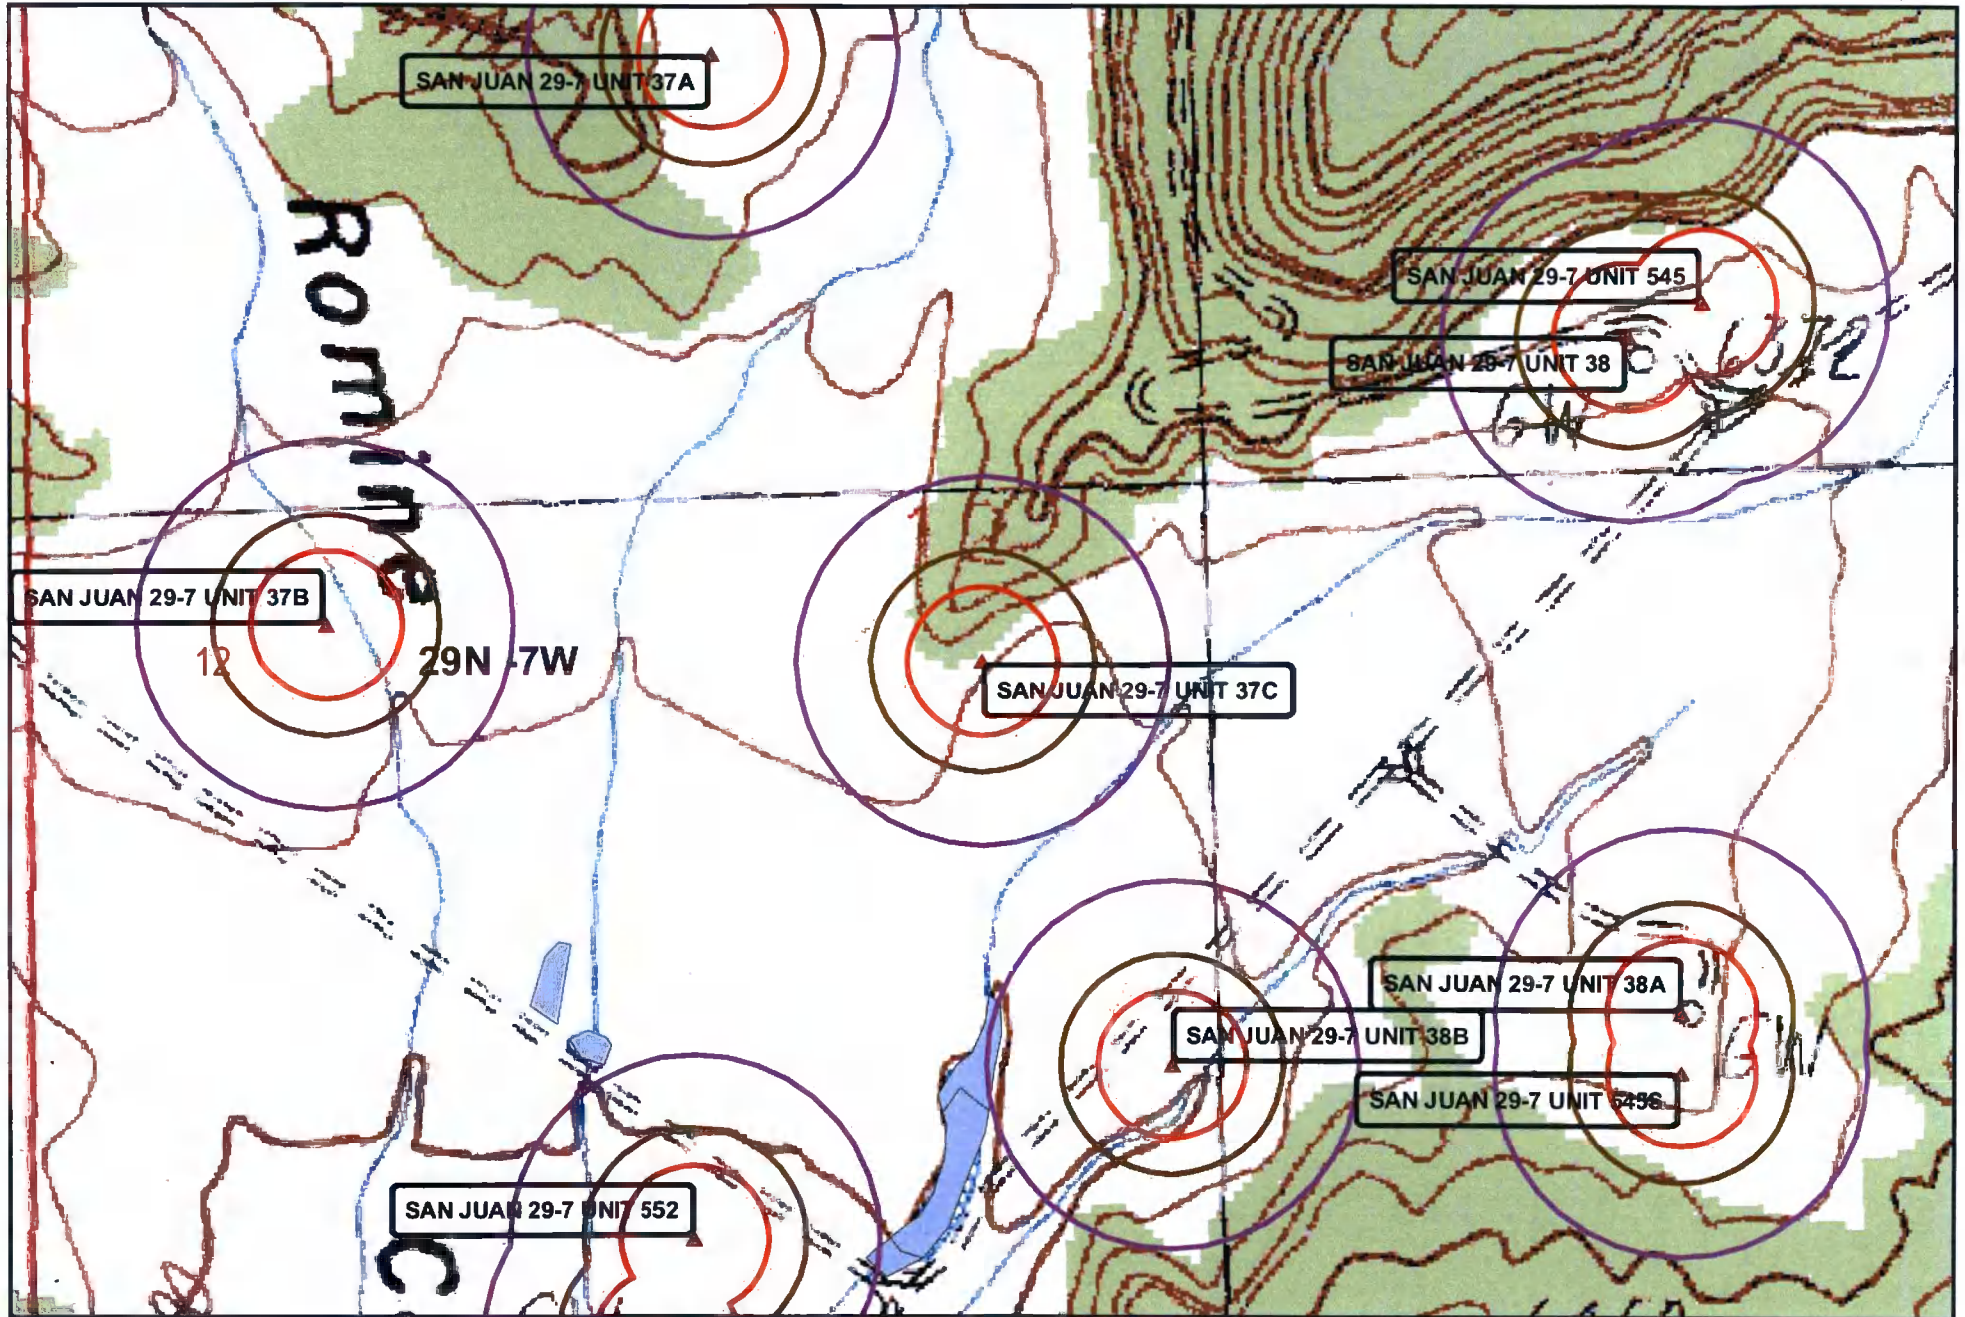 SAN JUAN 29-7 UNIT 37A
Romine
SAN JUAN 29-7 UNIT 545
SAN JUAN 29-7 UNIT 38
SAN JUAN 29-7 UNIT 37B
12
29N -7W
SAN JUAN 29-7 UNIT 37C
SAN JUAN 29-7 UNIT 38A
SAN JUAN 29-7 UNIT 38B
SAN JUAN 29-7 UNIT 545S
SAN JUAN 29-7 UNIT 552
C